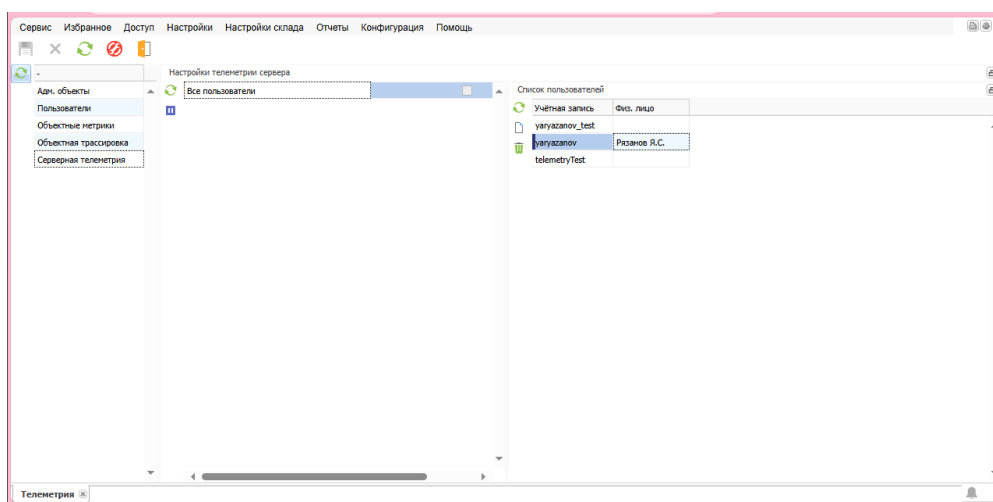 Сервис Избранное Доступ Настройки Настройки склада Отчеты Конфигурация Помощь
-
Адм. объекты
Пользователи
Объектные метрики
Объектная трассировка
Серверная телеметрия
Настройки телеметрии сервера
Все пользователи
Список пользователей
Учётная запись Физ. лицо
yaryazanov_test
yaryazanov Рязанов Я.С.
telemetryTest
Телеметрия